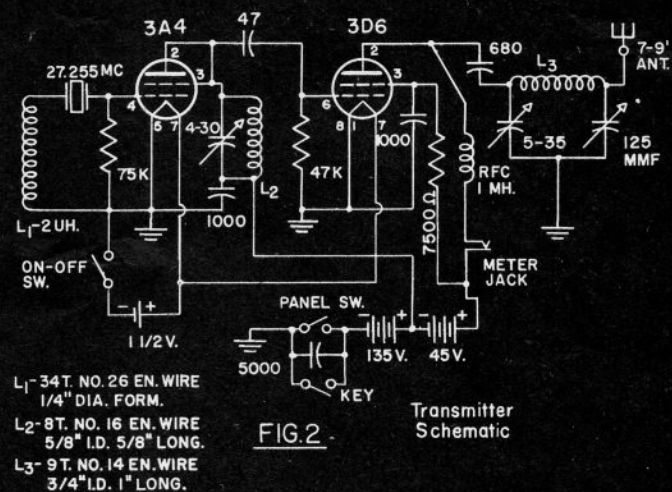 3A4
47
3D6
2
2
680
L3
7-9'
ANT.
27.255 MC
4
3
6
3
5 7
4-30
8 1 7
1000
5-35
125
MMF
75K
47K
L2
1000
7500 Ω
RFC
1 MH.
L1-2UH.
ON-OFF
SW.
METER
JACK
- +
1 1/2 V.
PANEL SW.
- + - +
135 V. 45 V.
5000
KEY
L1-34T. NO. 26 EN. WIRE
1/4" DIA. FORM.
L2-8T. NO. 16 EN. WIRE
5/8" I.D. 5/8" LONG.
L3-9T. NO. 14 EN. WIRE
3/4" I.D. 1" LONG.
FIG. 2
Transmitter
Schematic